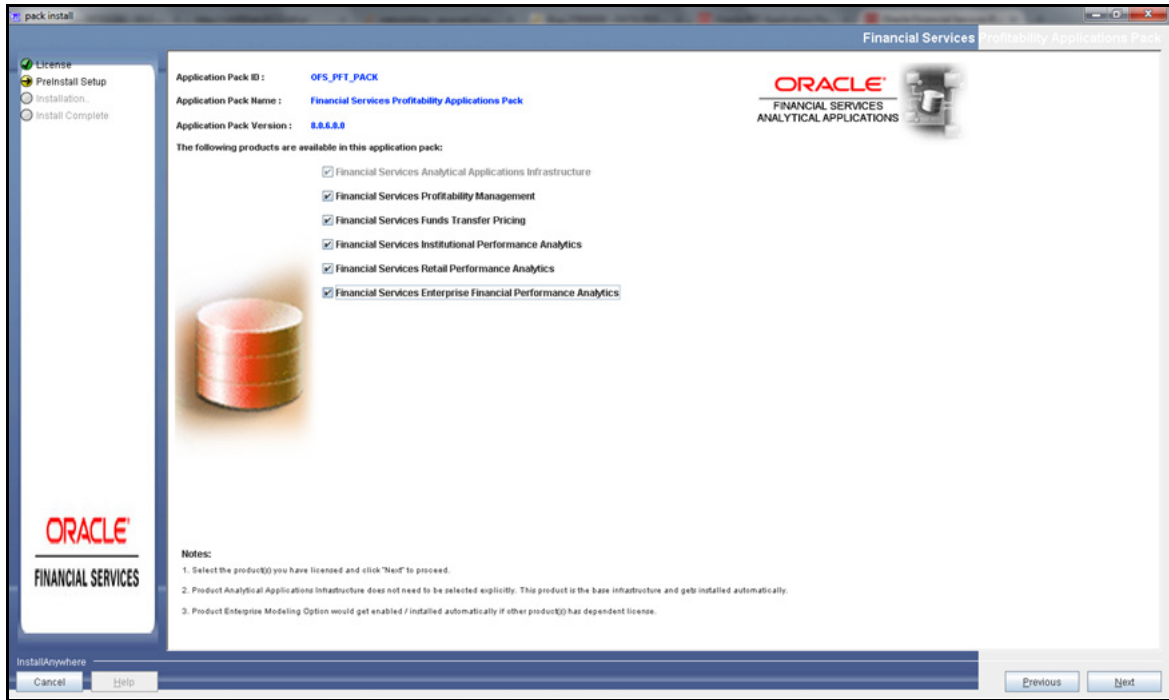 pack install
Financial Services Profitability Applications Pack
License
PreInstall Setup
Installation..
Install Complete
Application Pack ID : OFS_PFT_PACK
Application Pack Name : Financial Services Profitability Applications Pack
Application Pack Version : 8.0.6.0.0
The following products are available in this application pack:
ORACLE
FINANCIAL SERVICES
ANALYTICAL APPLICATIONS
Financial Services Analytical Applications Infrastructure
Financial Services Profitability Management
Financial Services Funds Transfer Pricing
Financial Services Institutional Performance Analytics
Financial Services Retail Performance Analytics
Financial Services Enterprise Financial Performance Analytics
ORACLE
FINANCIAL SERVICES
Notes:
1. Select the product(s) you have licensed and click "Next" to proceed.
2. Product Analytical Applications Infrastructure does not need to be selected explicitly. This product is the base infrastructure and gets installed automatically.
3. Product Enterprise Modeling Option would get enabled / installed automatically if other product(s) has dependent license.
InstallAnywhere
Cancel
Help
Previous
Next